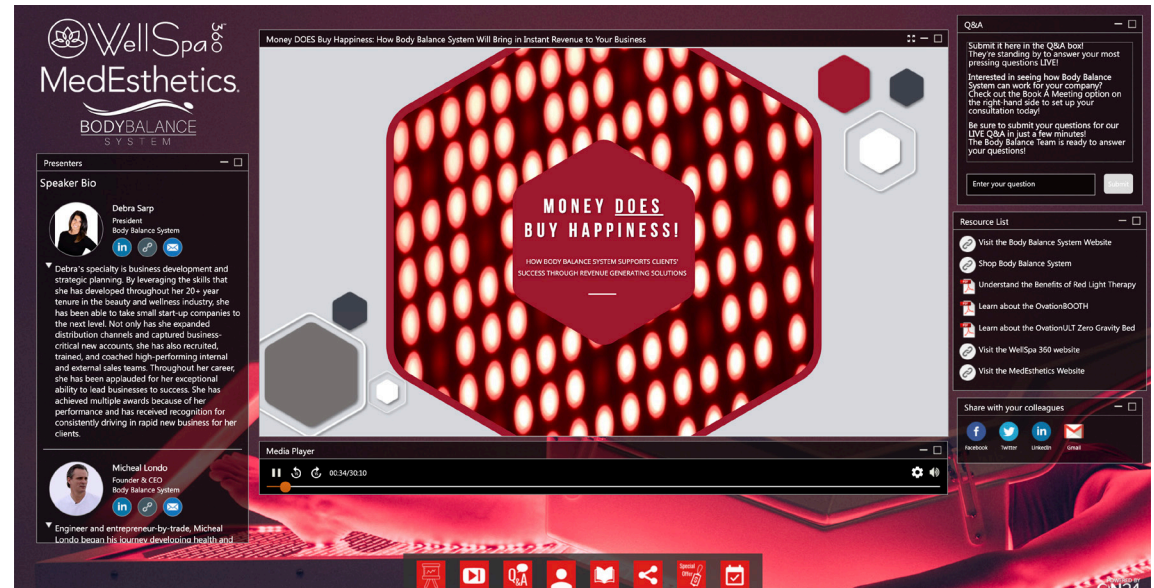 WellSpa360
MedEsthetics.
BODYBALANCE
SYSTEM
Presenters
Speaker Bio
Debra Sarp
President
Body Balance System
in
Debra's specialty is business development and
strategic planning. By leveraging the skills that
she has developed throughout her 20+ year
tenure in the beauty and wellness industry, she
has been able to take small start-up companies to
the next level. Not only has she expanded
distribution channels and captured business-
critical new accounts, she has also recruited,
trained, and coached high-performing internal
and external sales teams. Throughout her career,
she has been applauded for her exceptional
ability to lead businesses to success. She has
achieved multiple awards because of her
performance and has received recognition for
consistently driving in rapid new business for her
clients.
Micheal Londo
Founder & CEO
Body Balance System
in
Engineer and entrepreneur-by-trade, Micheal
Londo began his journey developing health and
Money DOES Buy Happiness: How Body Balance System Will Bring in Instant Revenue to Your Business
MONEY DOES
BUY HAPPINESS!
HOW BODY BALANCE SYSTEM SUPPORTS CLIENTS'
SUCCESS THROUGH REVENUE GENERATING SOLUTIONS
Media Player
00:34/30:10
Q&A
Submit it here in the Q&A box!
They're standing by to answer your most
pressing questions LIVE!
Interested in seeing how Body Balance
System can work for your company?
Check out the Book A Meeting option on
the right-hand side to set up your
consultation today!
Be sure to submit your questions for our
LIVE Q&A in just a few minutes!
The Body Balance Team is ready to answer
your questions!
Enter your question
Submit
Resource List
Visit the Body Balance System Website
Shop Body Balance System
Understand the Benefits of Red Light Therapy
Learn about the OvationBOOTH
Learn about the OvationULT Zero Gravity Bed
Visit the WellSpa 360 website
Visit the MedEsthetics Website
Share with your colleagues
f
in
Facebook
Twitter
LinkedIn
Gmail
Q&A
Special
Offer
POWERED BY
ON24